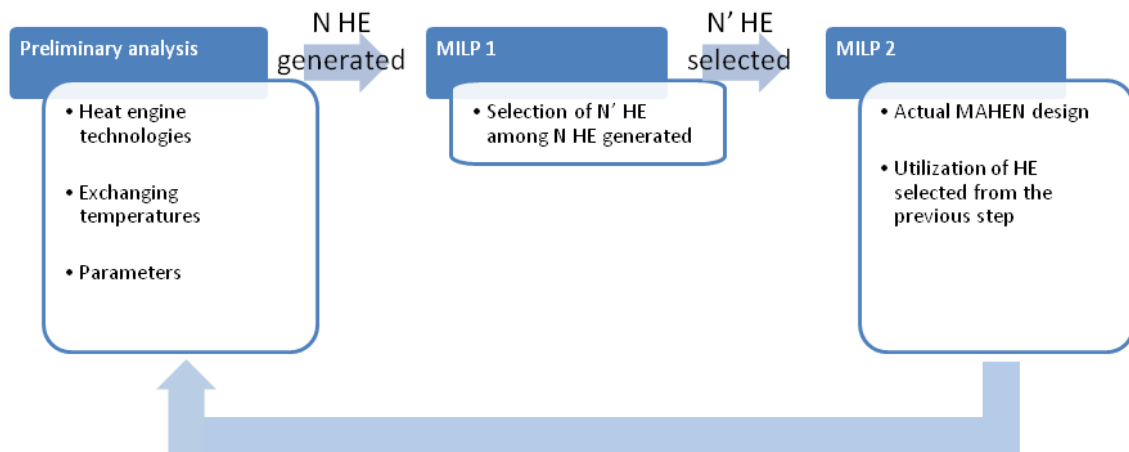 Preliminary analysis
N HE
generated
MILP 1
N’ HE
selected
MILP 2
• Heat engine
technologies
• Exchanging
temperatures
• Parameters
• Selection of N’ HE
among N HE generated
• Actual MAHEN design
• Utilization of HE
selected from the
previous step